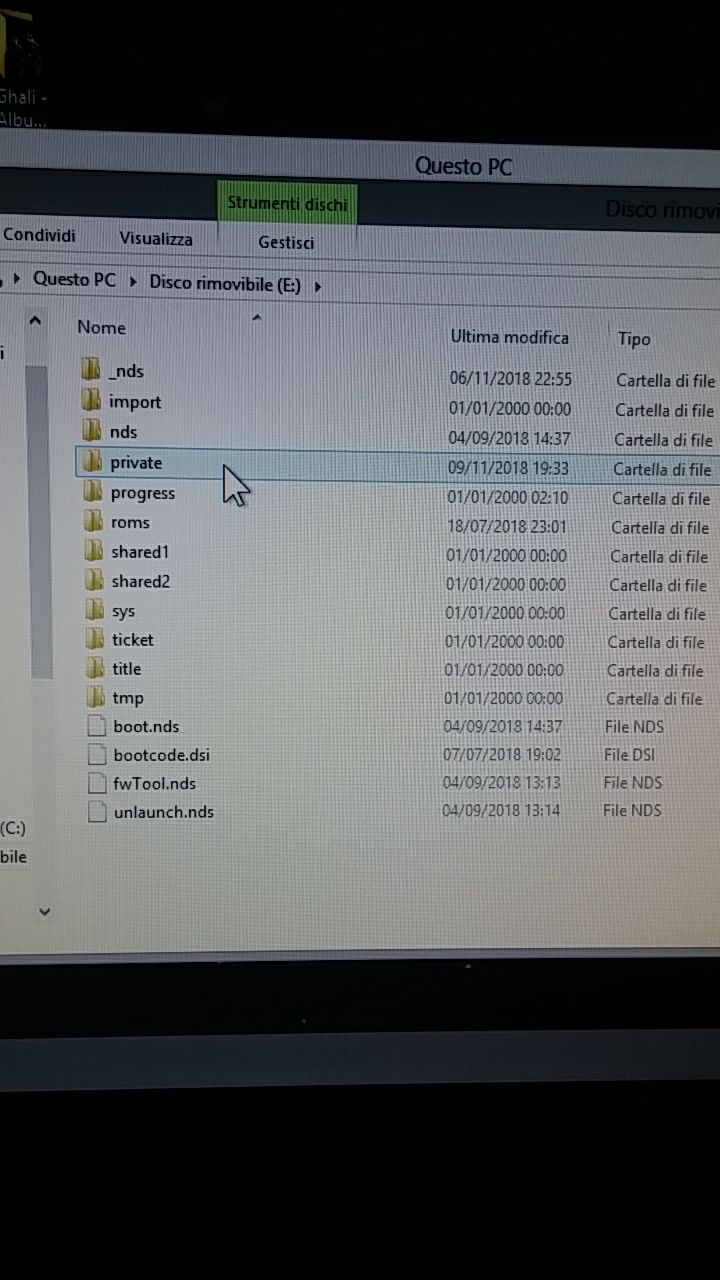 Ghali -
Albu...
Questo PC
Strumenti dischi
Disco rimovi
Condividi Visualizza Gestisci
Questo PC Disco rimovibile (E:)
Nome Ultima modifica Tipo
i
_nds 06/11/2018 22:55 Cartella di file
import 01/01/2000 00:00 Cartella di file
nds 04/09/2018 14:37 Cartella di file
private 09/11/2018 19:33 Cartella di file
progress 01/01/2000 02:10 Cartella di file
roms 18/07/2018 23:01 Cartella di file
shared1 01/01/2000 00:00 Cartella di file
shared2 01/01/2000 00:00 Cartella di file
sys 01/01/2000 00:00 Cartella di file
ticket 01/01/2000 00:00 Cartella di file
title 01/01/2000 00:00 Cartella di file
tmp 01/01/2000 00:00 Cartella di file
boot.nds 04/09/2018 14:37 File NDS
bootcode.dsi 07/07/2018 19:02 File DSI
fwTool.nds 04/09/2018 13:13 File NDS
unlaunch.nds 04/09/2018 13:14 File NDS
(C:)
bile